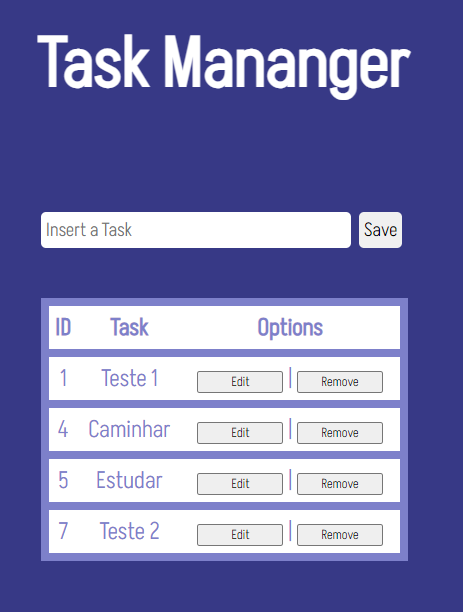 Task Mananger
Insert a Task Save
ID Task Options
1 Teste 1 Edit | Remove
4 Caminhar Edit | Remove
5 Estudar Edit | Remove
7 Teste 2 Edit | Remove